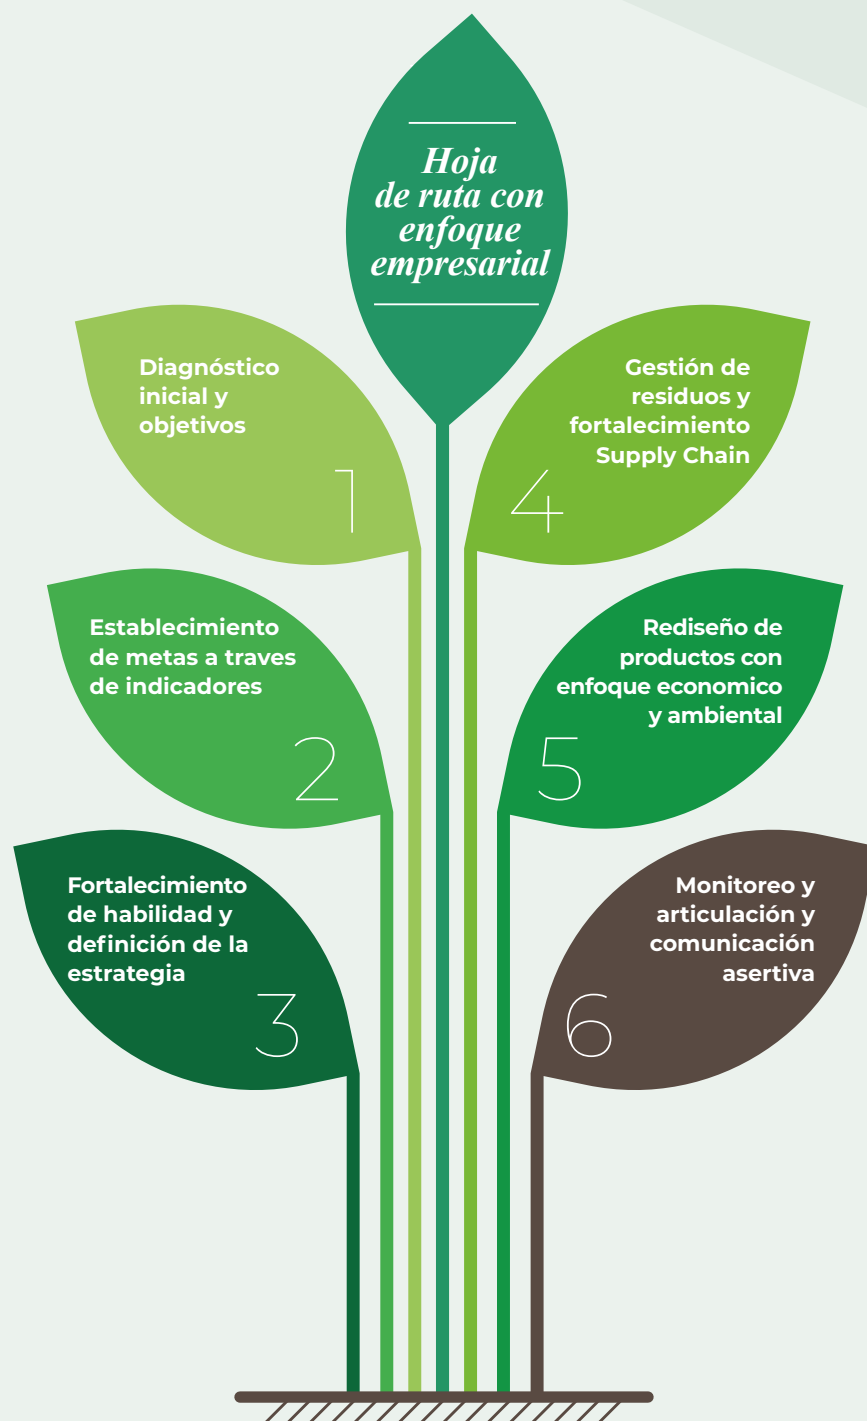 Hoja
de ruta con
enfoque
empresarial
Diagnóstico
inicial y
objetivos
1
Establecimiento
de metas a traves
de indicadores
2
Fortalecimiento
de habilidad y
definición de la
estrategia
3
Gestión de
residuos y
fortalecimiento
Supply Chain
4
Rediseño de
productos con
enfoque economico
y ambiental
5
Monitoreo y
articulación y
comunicación
asertiva
6